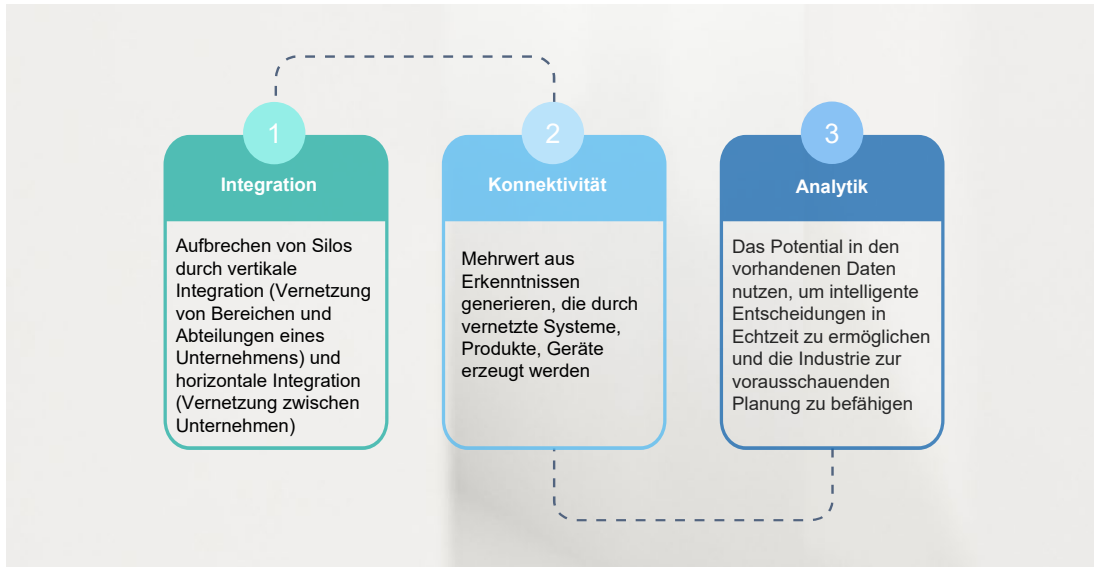 1
Integration
Aufbrechen von Silos
durch vertikale
Integration (Vernetzung
von Bereichen und
Abteilungen eines
Unternehmens) und
horizontale Integration
(Vernetzung zwischen
Unternehmen)
2
Konnektivität
Mehrwert aus
Erkenntnissen
generieren, die durch
vernetzte Systeme,
Produkte, Geräte
erzeugt werden
3
Analytik
Das Potential in den
vorhandenen Daten
nutzen, um intelligente
Entscheidungen in
Echtzeit zu ermöglichen
und die Industrie zur
vorausschauenden
Planung zu befähigen